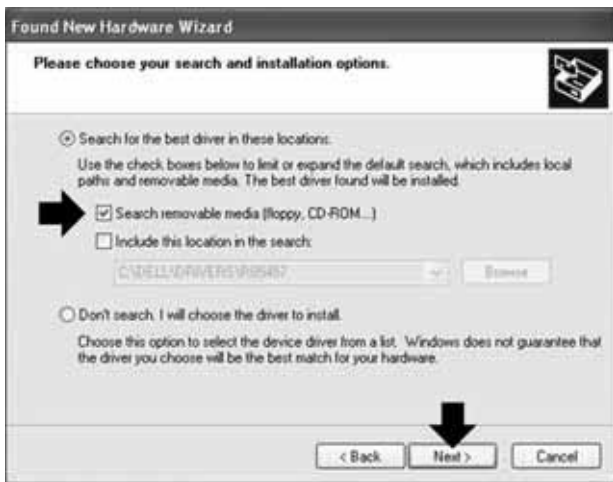 Found New Hardware Wizard
Please choose your search and installation options.
Search for the best driver in these locations.
Use the check boxes below to limit or expand the default search, which includes local
paths and removable media. The best driver found will be installed.
Search removable media (floppy, CD-ROM...)
Include this location in the search:
C:\DELL\DRIVERS\ Browse
Don't search. I will choose the driver to install.
Choose this option to select the device driver from a list. Windows does not guarantee that
the driver you choose will be the best match for your hardware.
< Back Next > Cancel